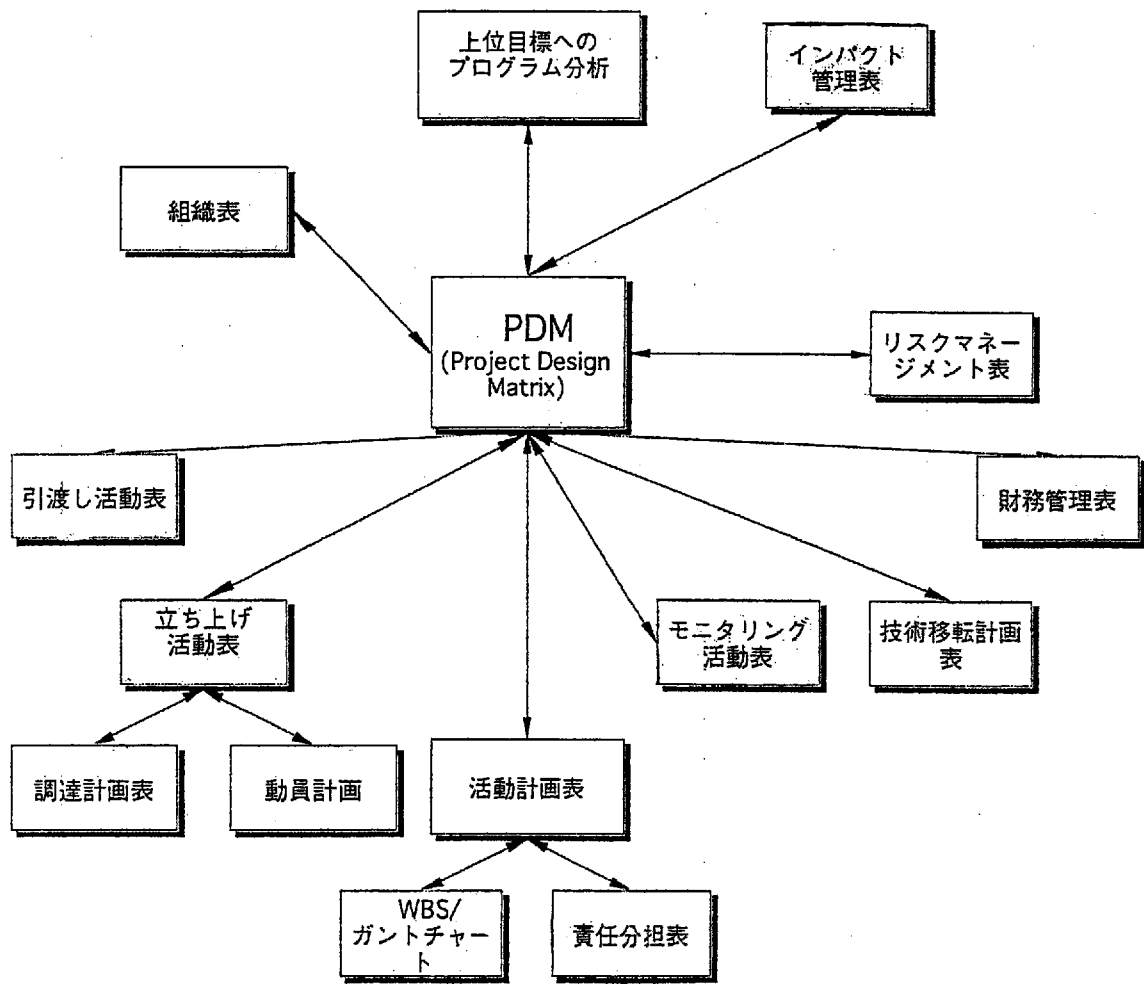 上位目標への
プログラム分析
インパクト
管理表
組織表
PDM
(Project Design
Matrix)
リスクマネー
ジメント表
引渡し活動表
財務管理表
立ち上げ
活動表
モニタリング
活動表
技術移転計画
表
調達計画表
動員計画
活動計画表
WBS/
ガントチャー
ト
責任分担表